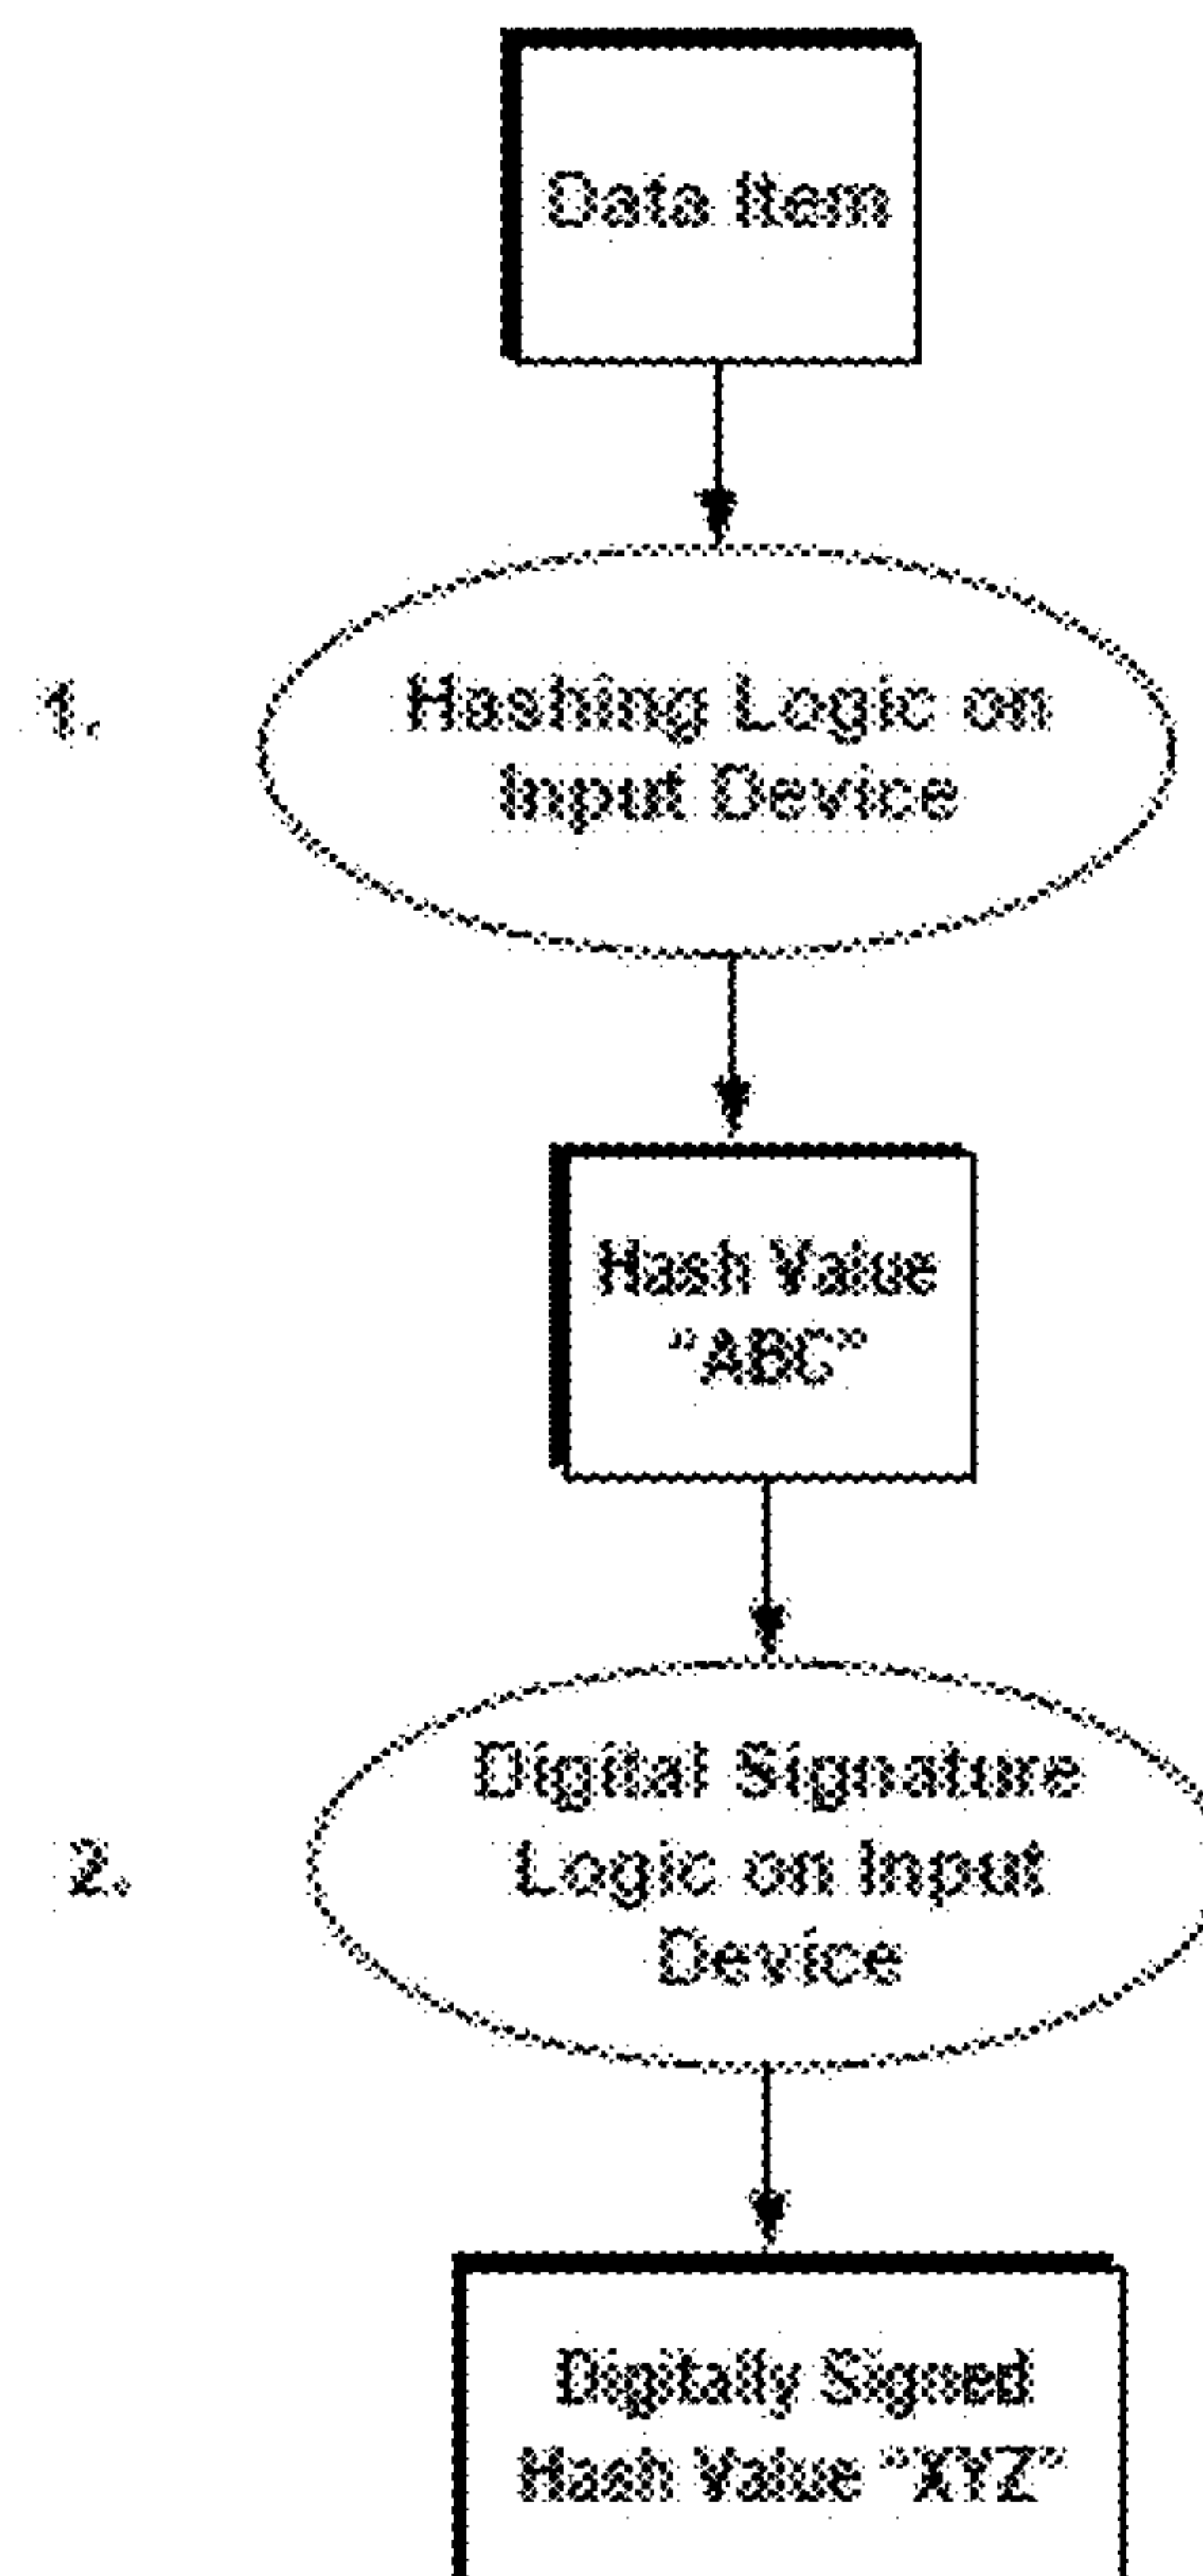 Data Item
1.
Hashing Logic on
Input Device
Hash Value
"ABC"
2.
Digital Signature
Logic on Input
Device
Digitally Signed
Hash Value "XYZ"